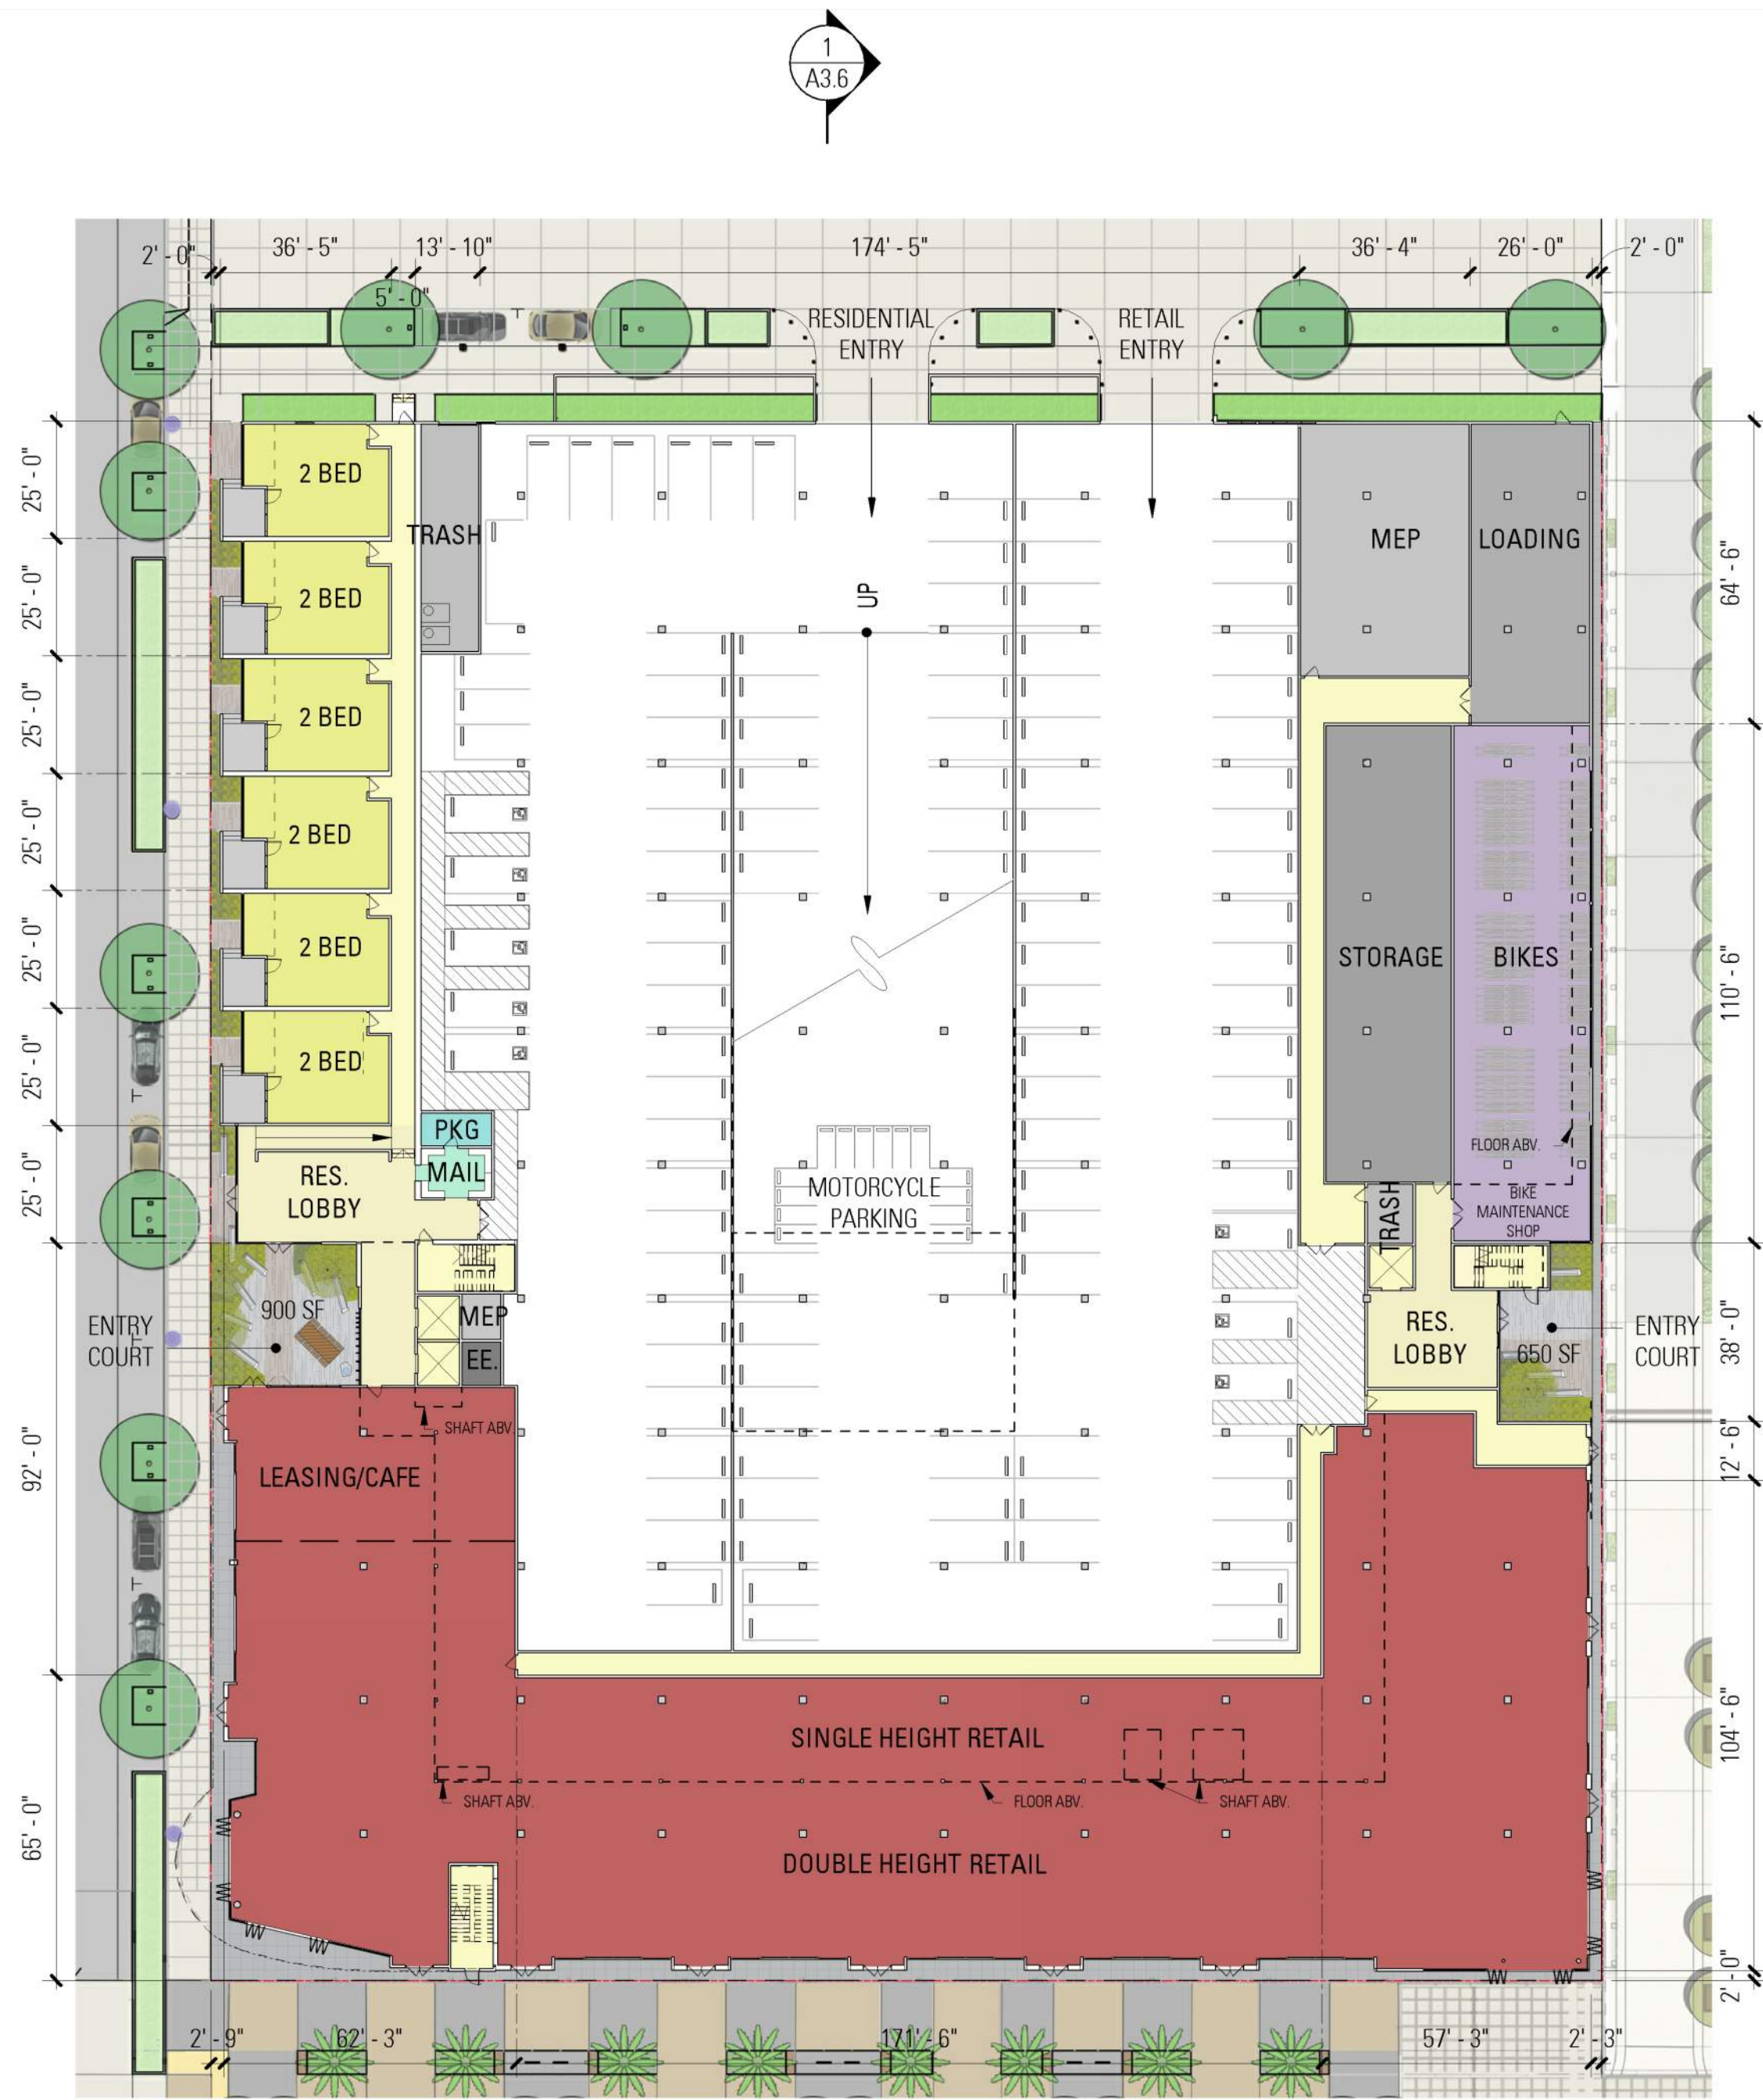 1
A3.6
2' - 0"
36' - 5"
13' - 10"
174' - 5"
36' - 4"
26' - 0"
2' - 0"
5' - 0"
RESIDENTIAL
ENTRY
RETAIL
ENTRY
25' - 0"
25' - 0"
25' - 0"
25' - 0"
25' - 0"
25' - 0"
25' - 0"
92' - 0"
65' - 0"
2 BED
2 BED
2 BED
2 BED
2 BED
2 BED
TRASH
UP
MEP
LOADING
64' - 6"
STORAGE
BIKES
110' - 6"
FLOOR ABV.
BIKE
MAINTENANCE
SHOP
TRASH
PKG
MAIL
RES.
LOBBY
MOTORCYCLE
PARKING
900 SF
ENTRY
COURT
MEP
EE.
RES.
LOBBY
650 SF
ENTRY
COURT
38' - 0"
12' - 6"
SHAFT ABV.
LEASING/CAFE
SINGLE HEIGHT RETAIL
SHAFT ABV.
FLOOR ABV.
SHAFT ABV.
DOUBLE HEIGHT RETAIL
104' - 6"
2' - 0"
2' - 9"
62' - 3"
171' - 6"
57' - 3"
2' - 3"